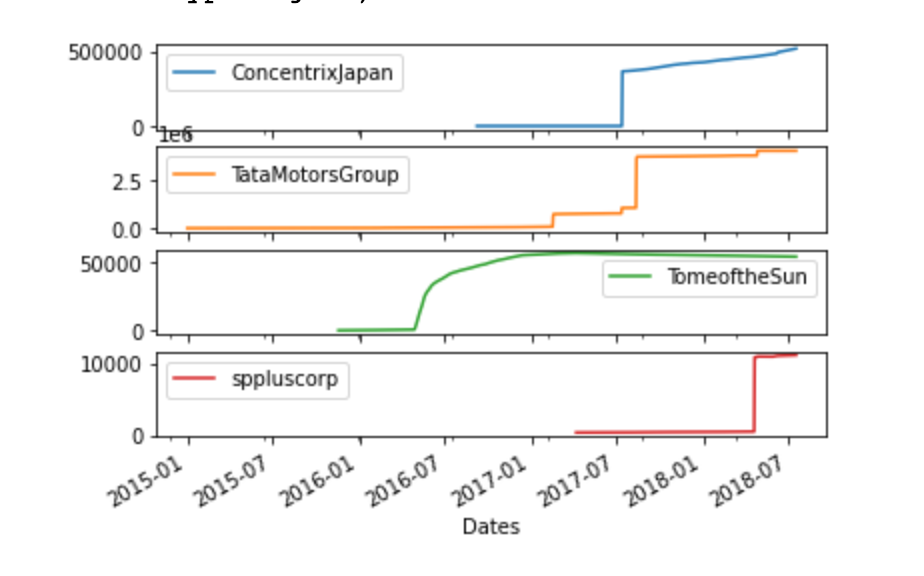 500000
ConcentrixJapan
0
1e6
TataMotorsGroup
2.5
0.0
50000
TomeoftheSun
0
10000
sppluscorp
0
2015-01 2015-07 2016-01 2016-07 2017-01 2017-07 2018-01 2018-07
Dates